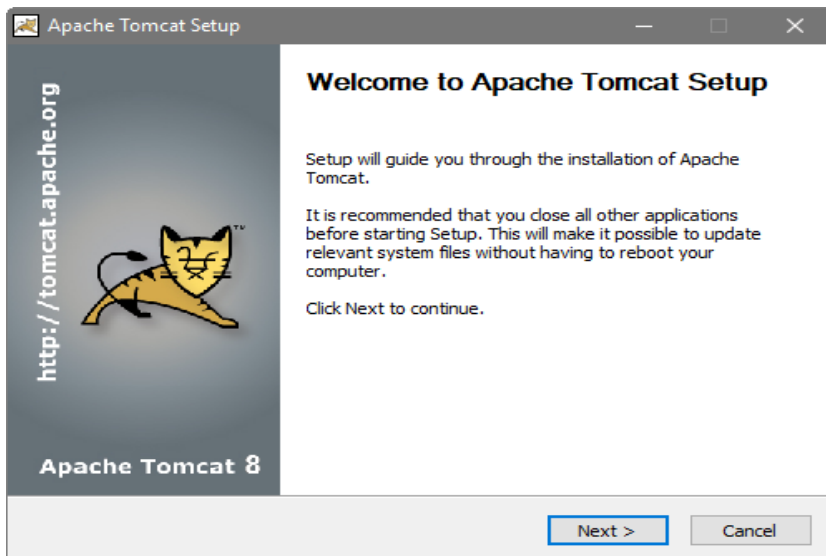 Apache Tomcat Setup
http://tomcat.apache.org
TM
Apache Tomcat 8
Welcome to Apache Tomcat Setup
Setup will guide you through the installation of Apache
Tomcat.
It is recommended that you close all other applications
before starting Setup. This will make it possible to update
relevant system files without having to reboot your
computer.
Click Next to continue.
Next >
Cancel